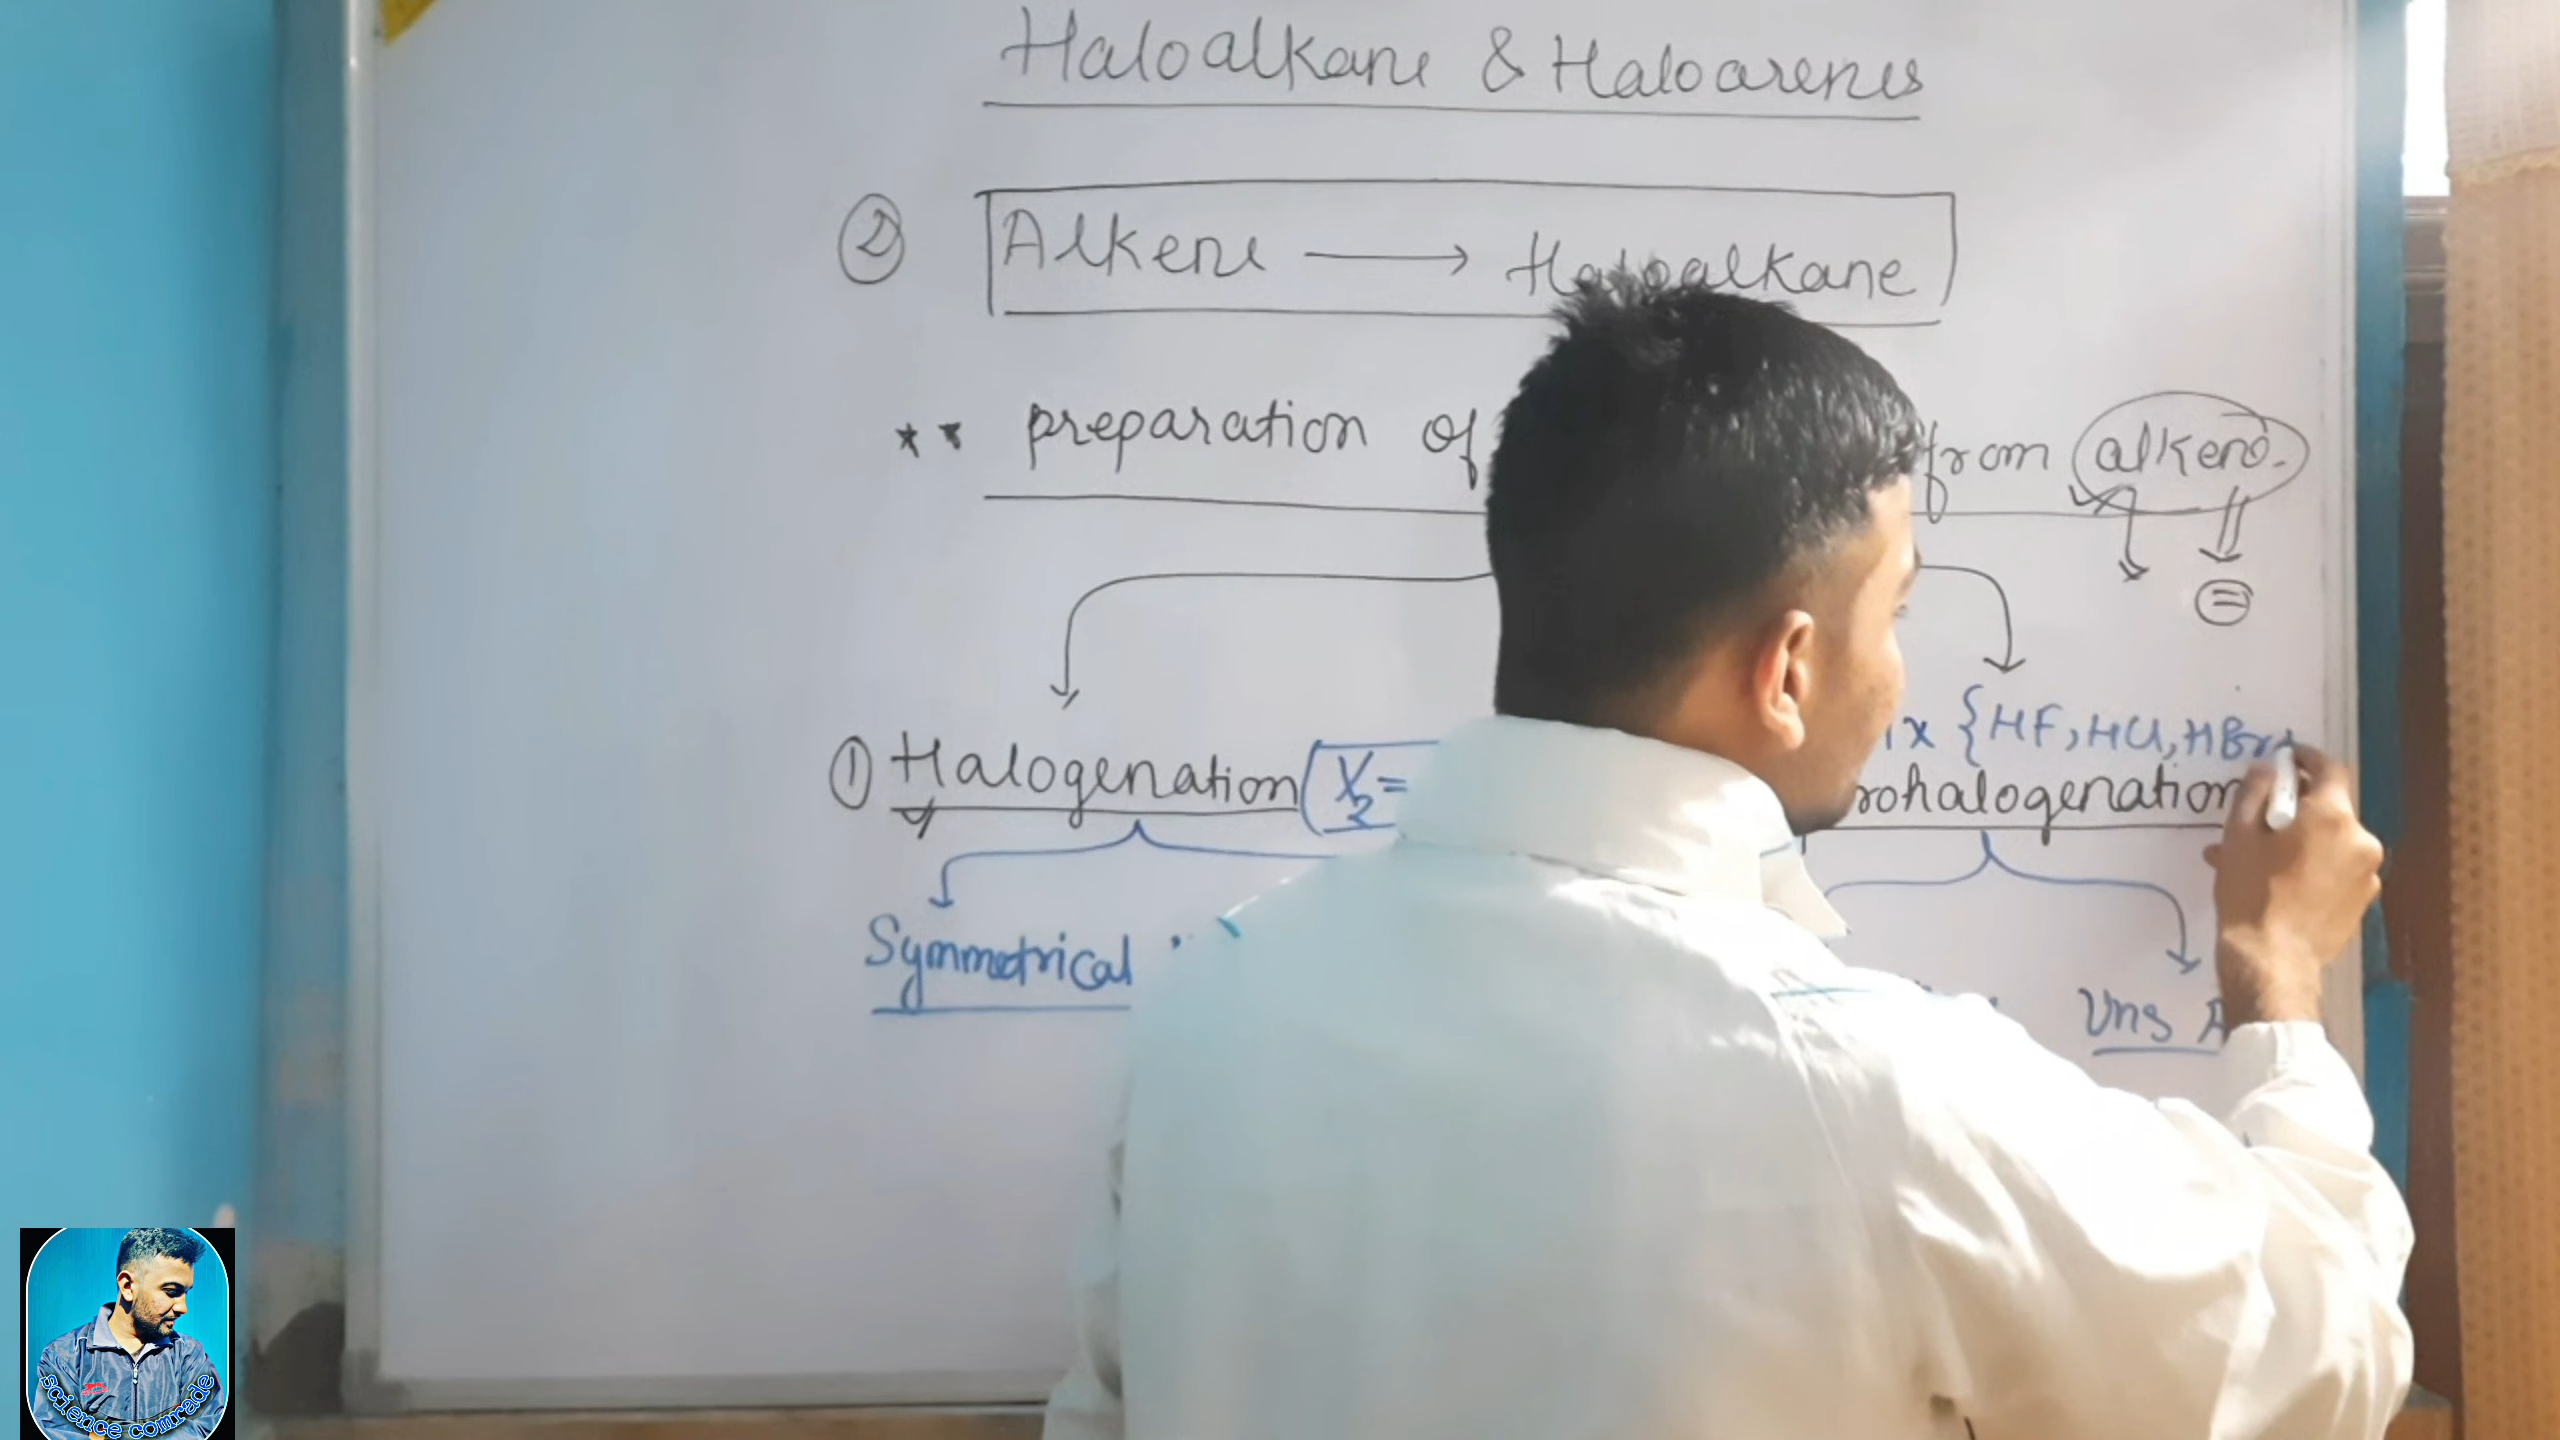 Haloalkane & Haloarenes
② Alkene → Haloalkane
** preparation of from alkene.
① Halogenation X₂=
x {HF, HCl, HBr,
rohalogenation
Symmetrical
Uns A
science comrade